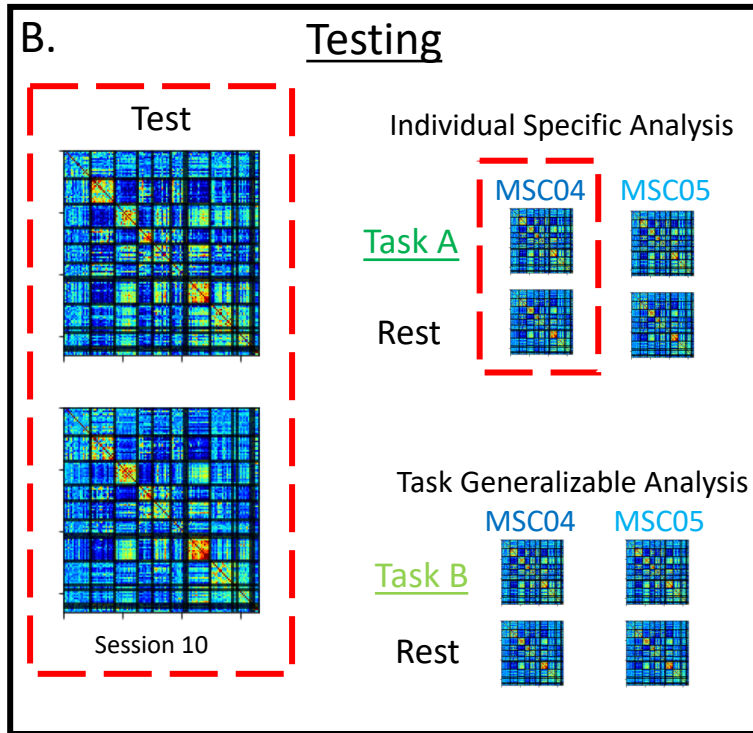 B. Testing
Test
Session 10
Individual Specific Analysis
MSC04 MSC05
Task A
Rest
Task Generalizable Analysis
MSC04 MSC05
Task B
Rest